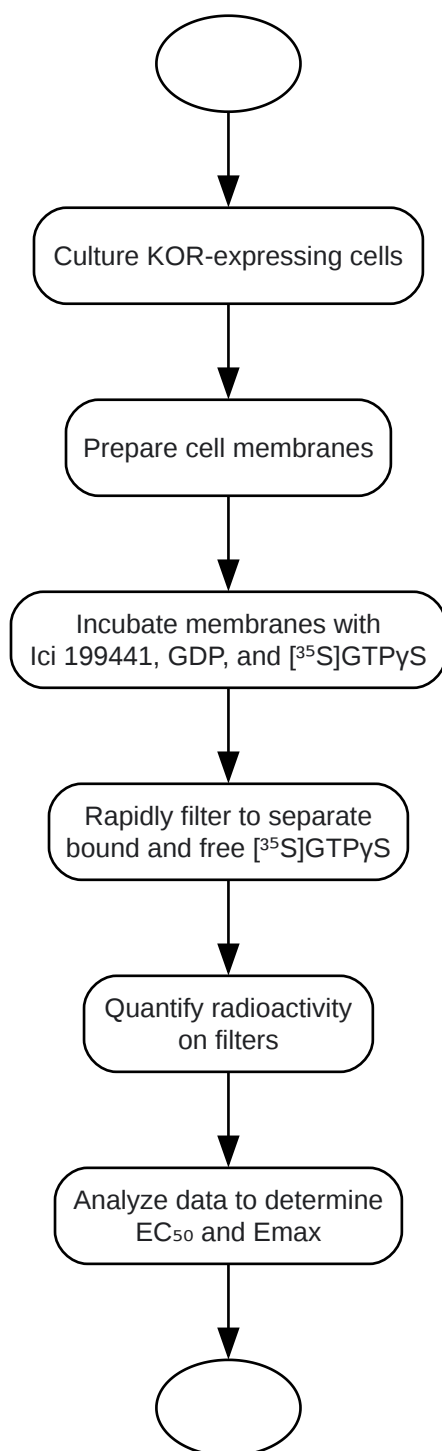 Culture KOR-expressing cells
Prepare cell membranes
Incubate membranes with
Ici 199441, GDP, and [³⁵S]GTPγS
Rapidly filter to separate
bound and free [³⁵S]GTPγS
Quantify radioactivity
on filters
Analyze data to determine
EC₅₀ and Emax